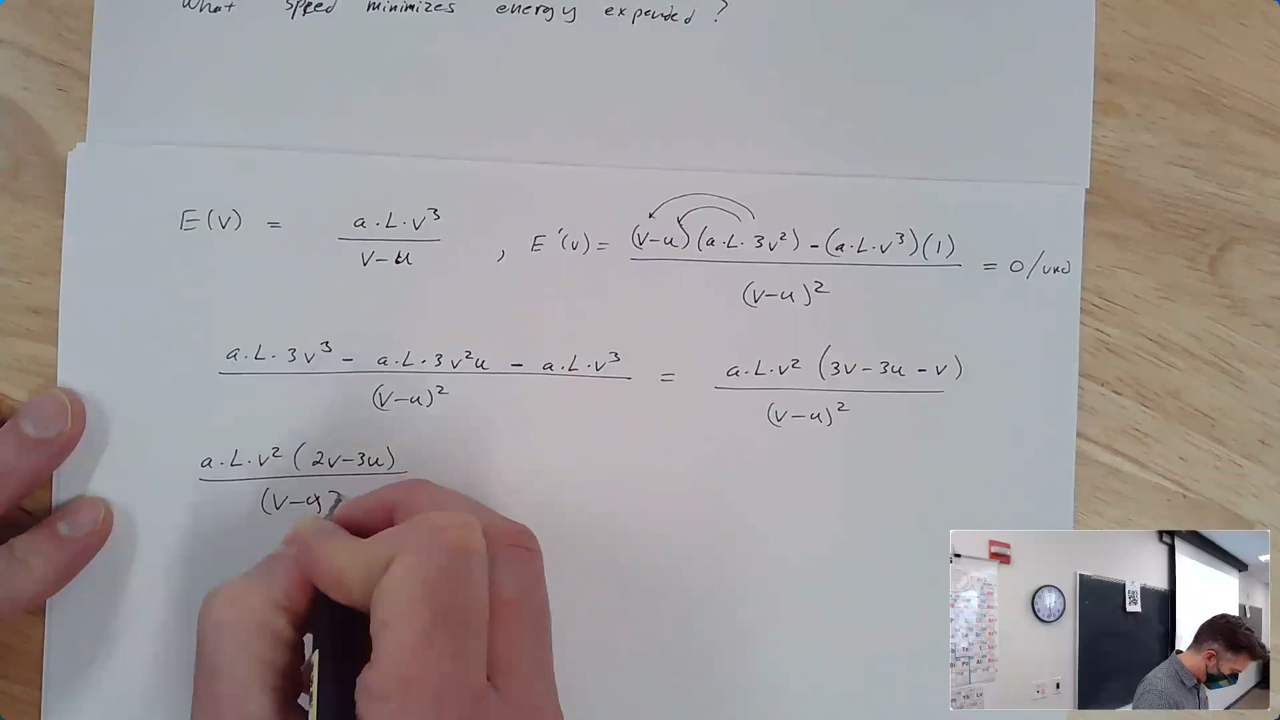 What speed minimizes energy expended ?
E(v) = a·L·v³ / v-u , E'(v) = (v-u)(a·L·3v²) - (a·L·v³)(1) / (v-u)² = 0/und
a·L·3v³ - a·L·3v²u - a·L·v³ / (v-u)² = a·L·v² (3v-3u-v) / (v-u)²
a·L·v² (2v-3u) / (v-u)